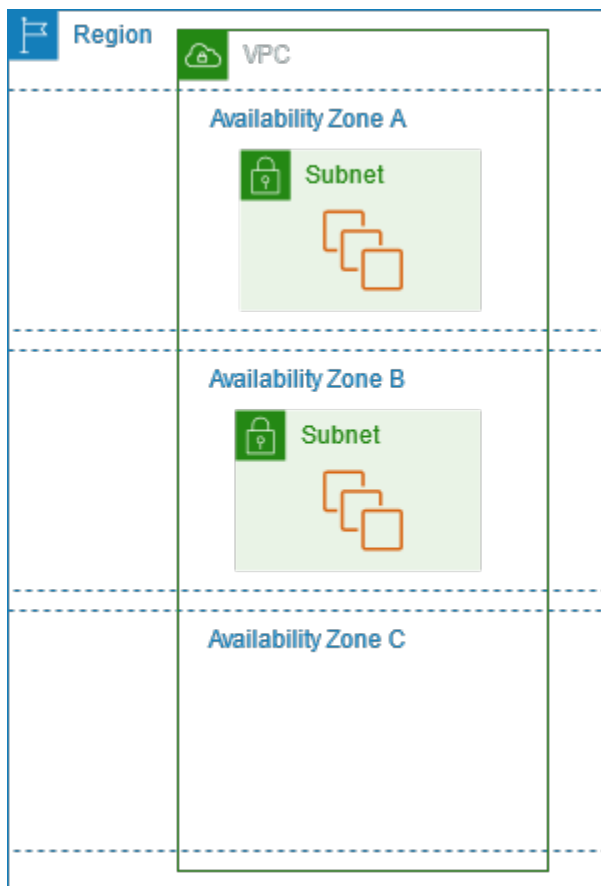 Region
VPC
Availability Zone A
Subnet
Availability Zone B
Subnet
Availability Zone C